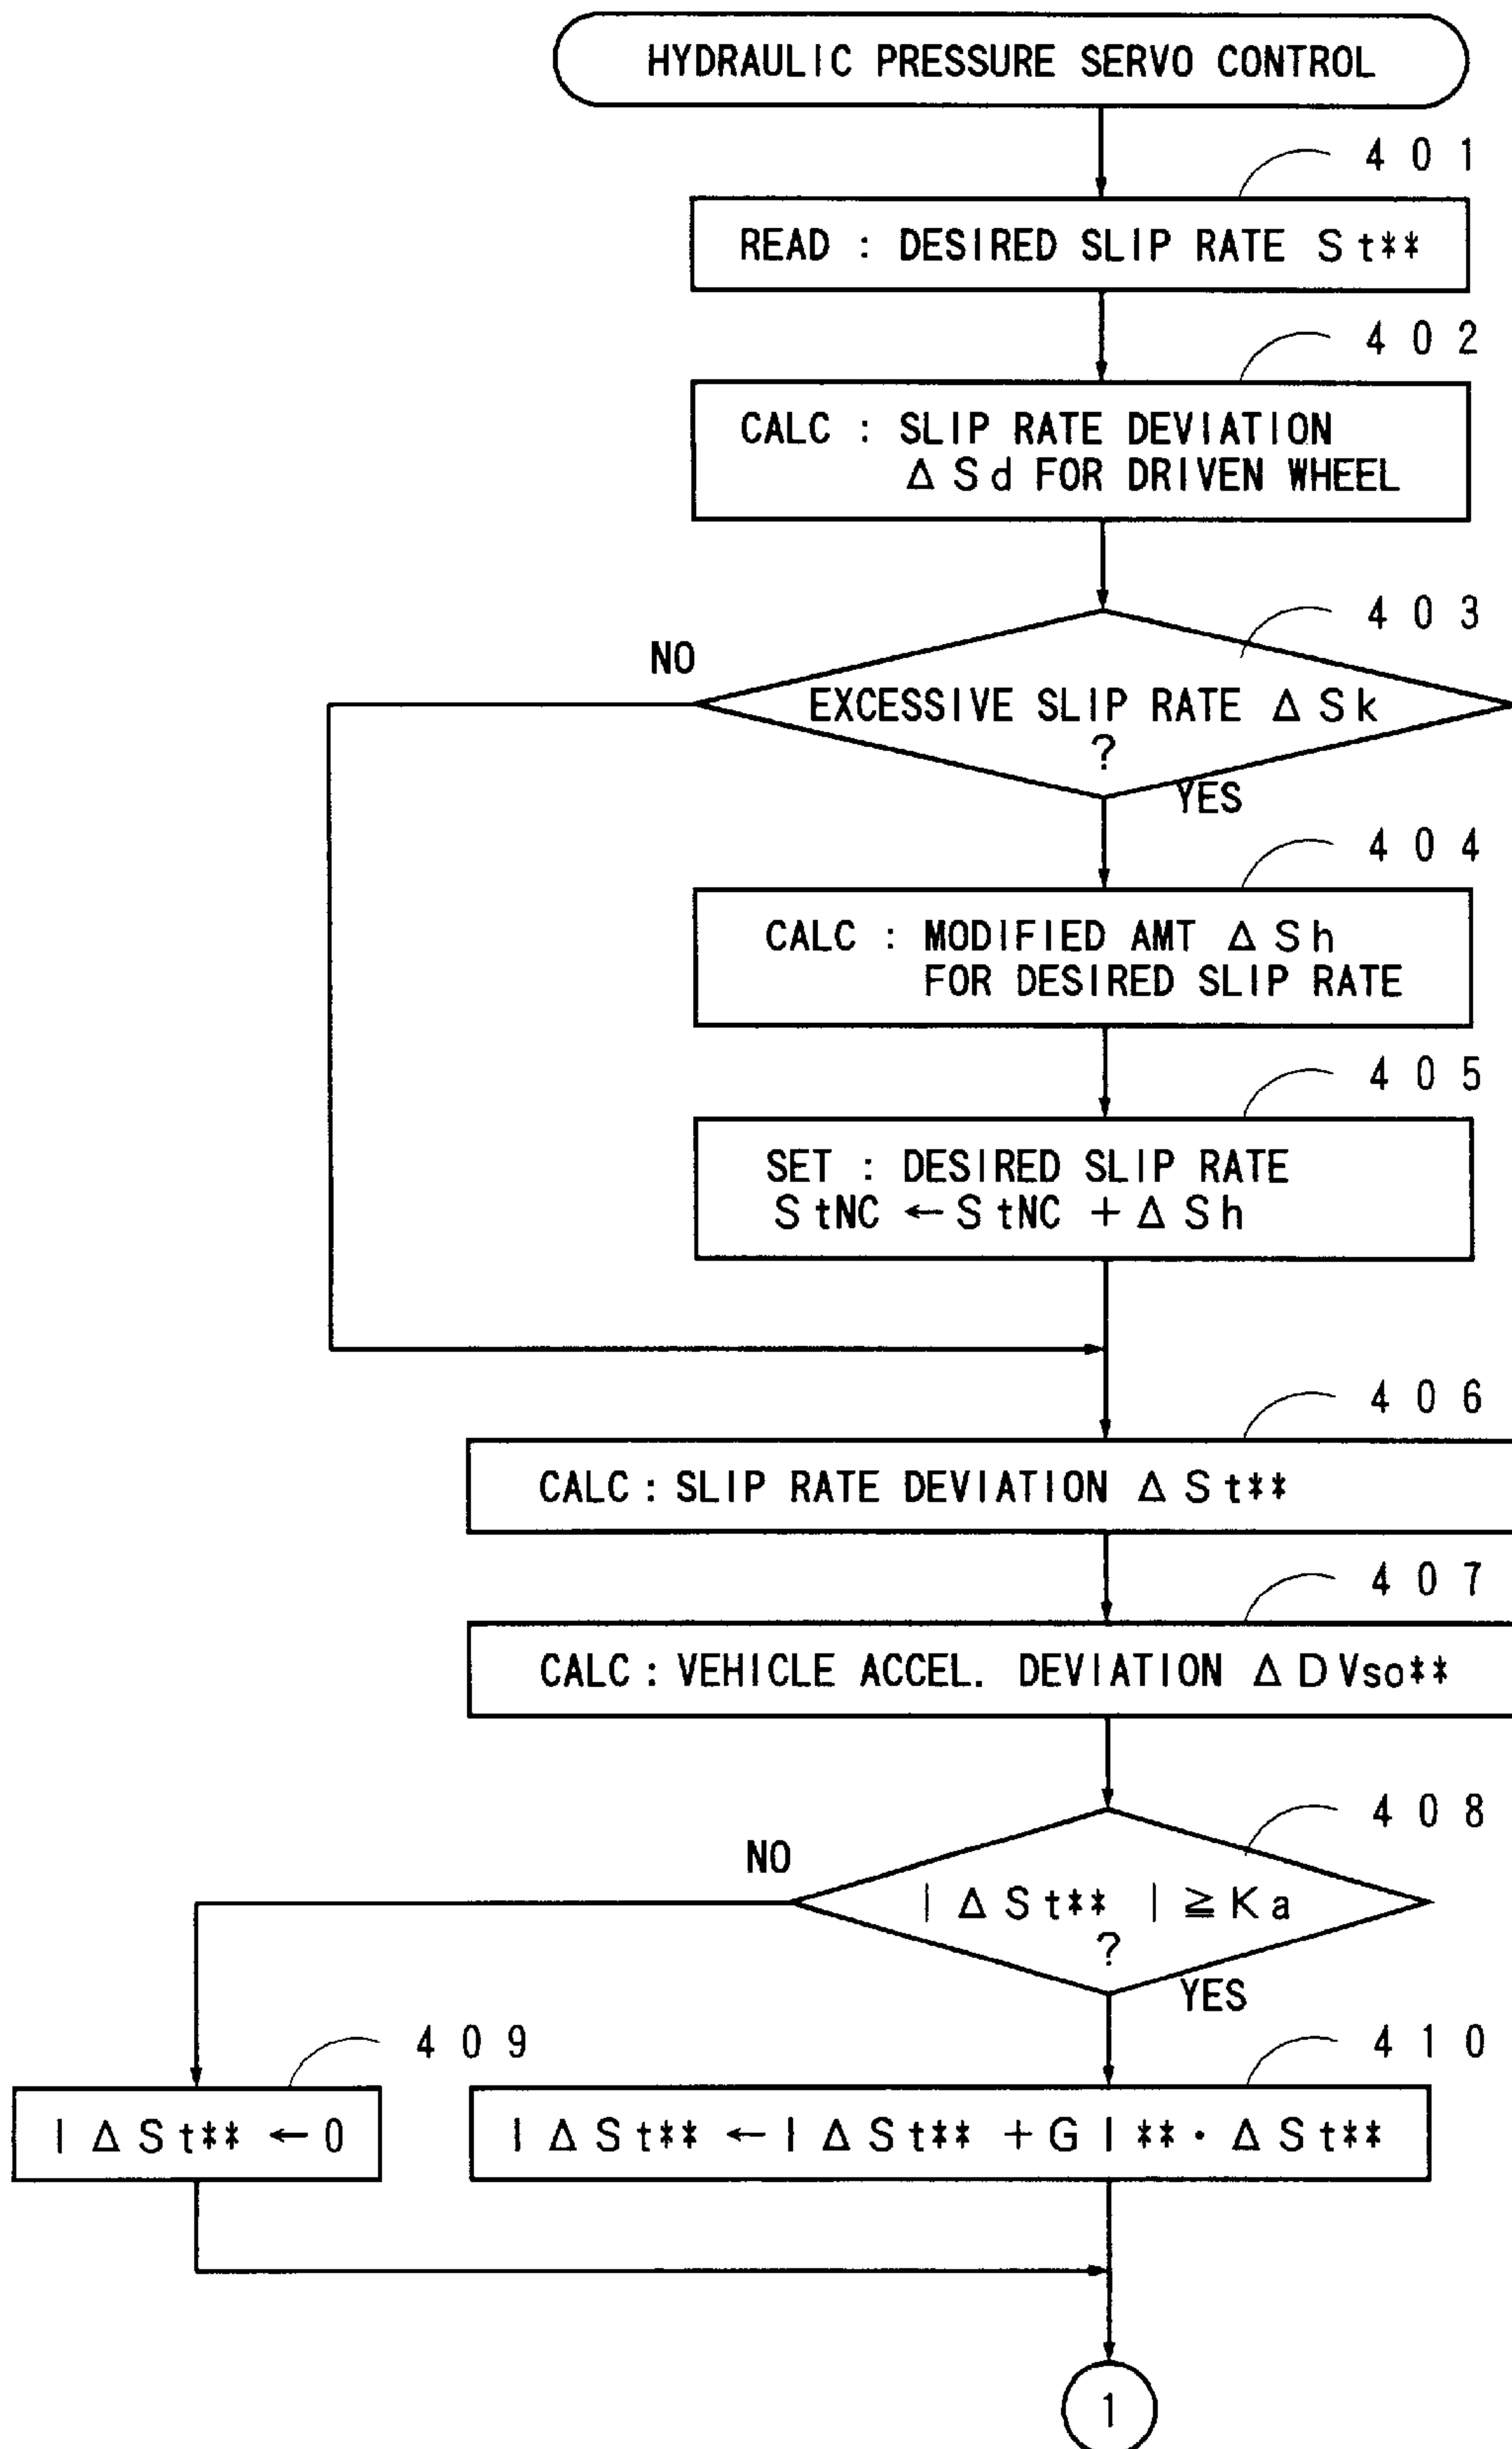 HYDRAULIC PRESSURE SERVO CONTROL
401
READ : DESIRED SLIP RATE St**
402
CALC : SLIP RATE DEVIATION
ΔSd FOR DRIVEN WHEEL
403
NO
EXCESSIVE SLIP RATE ΔSk
?
YES
404
CALC : MODIFIED AMT ΔSh
FOR DESIRED SLIP RATE
405
SET : DESIRED SLIP RATE
StNC ← StNC + ΔSh
406
CALC : SLIP RATE DEVIATION ΔSt**
407
CALC : VEHICLE ACCEL. DEVIATION ΔDVso**
408
NO
| ΔSt** | ≧ Ka
?
YES
409
IΔSt** ← 0
410
IΔSt** ← IΔSt** + GI** · ΔSt**
1